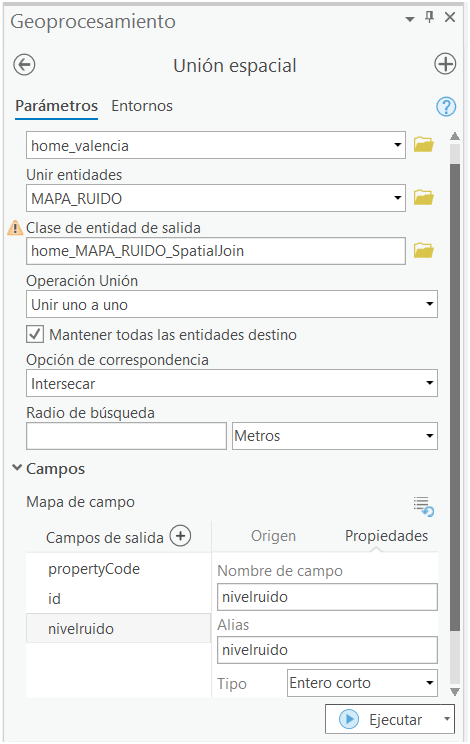 Geoprocesamiento
Unión espacial
Parámetros Entornos
home_valencia
Unir entidades
MAPA_RUIDO
Clase de entidad de salida
home_MAPA_RUIDO_SpatialJoin
Operación Unión
Unir uno a uno
Mantener todas las entidades destino
Opción de correspondencia
Intersecar
Radio de búsqueda
Metros
Campos
Mapa de campo
Campos de salida
Origen Propiedades
propertyCode
id
nivelruido
Nombre de campo
nivelruido
Alias
nivelruido
Tipo Entero corto
Ejecutar